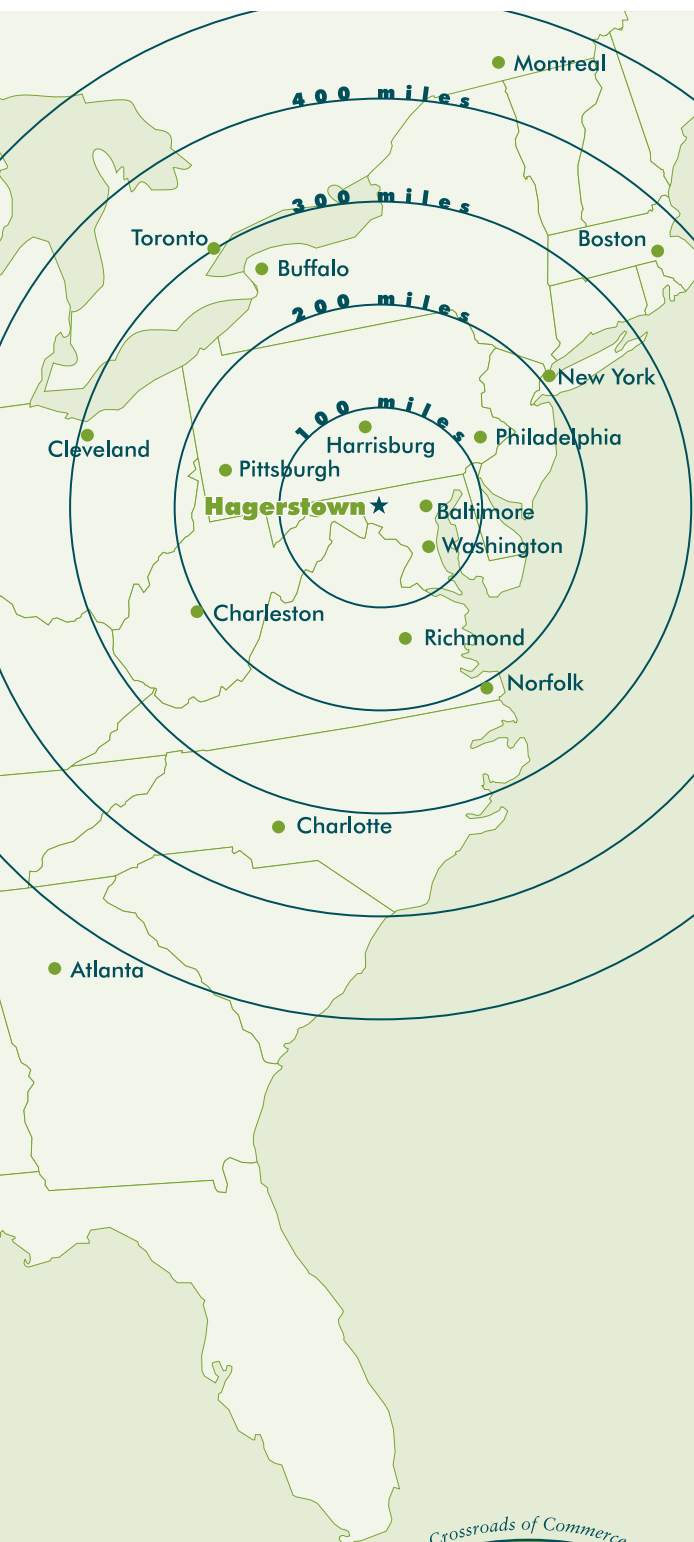 Montreal
400 miles
300 miles
Toronto
Boston
Buffalo
200 miles
New York
100 miles
Harrisburg
Philadelphia
Cleveland
Pittsburgh
Hagerstown
Baltimore
Washington
Charleston
Richmond
Norfolk
Charlotte
Atlanta
Crossroads of Commerce